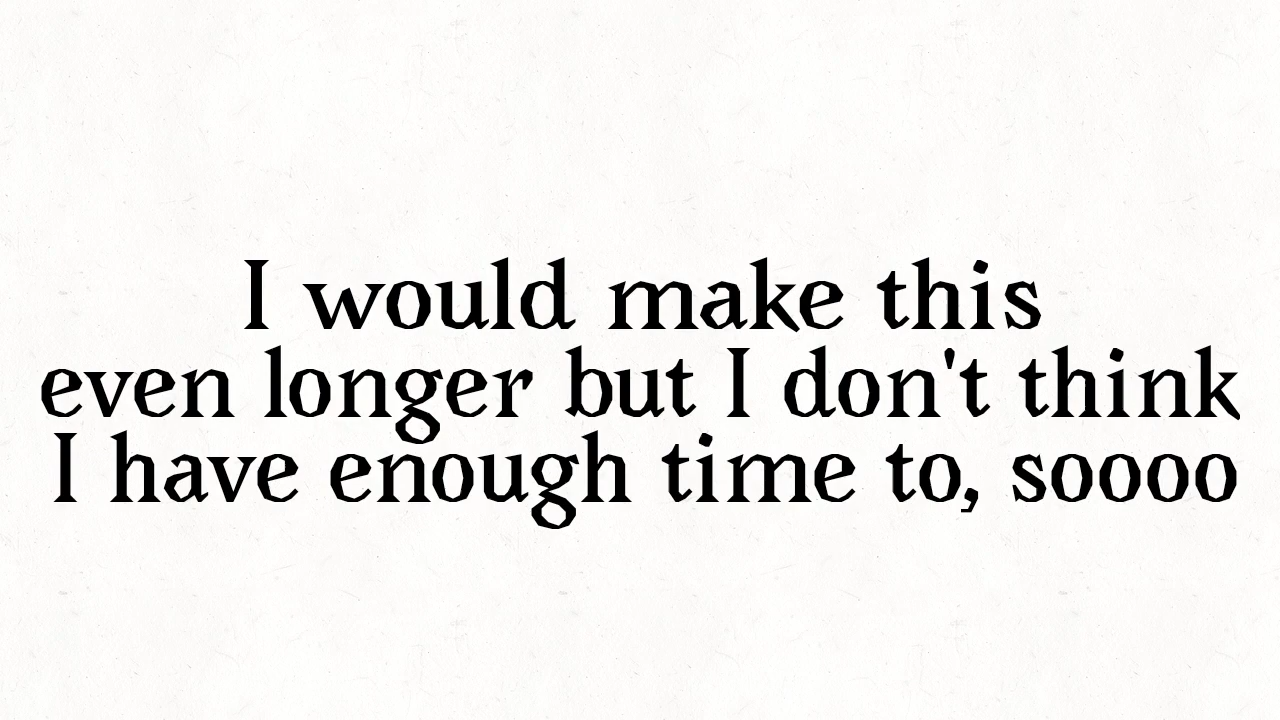 I would make this
even longer but I don't think
I have enough time to, soooo